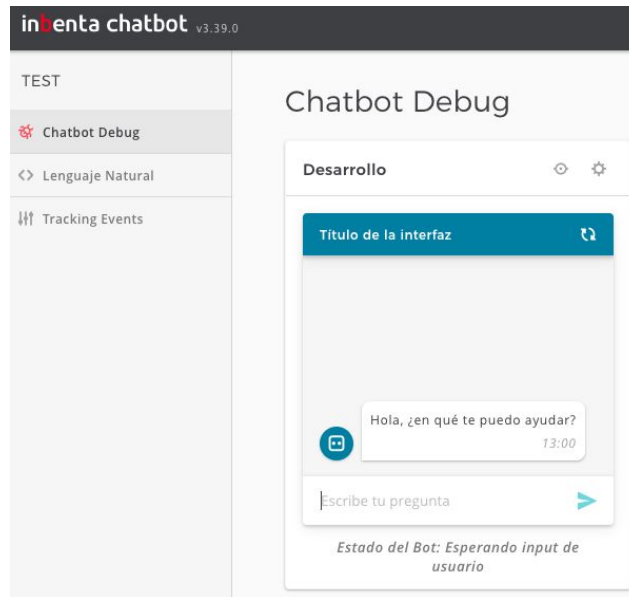 inbenta chatbot v3.39.0
TEST
Chatbot Debug
Lenguaje Natural
Tracking Events
Chatbot Debug
Desarrollo
Título de la interfaz
Hola, ¿en qué te puedo ayudar?
13:00
Escribe tu pregunta
Estado del Bot: Esperando input de
usuario